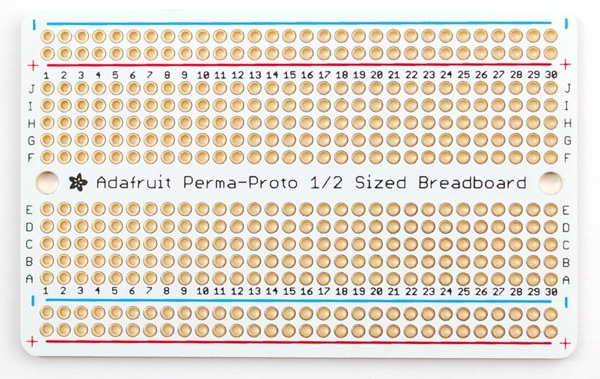 - -
+ 1 2 3 4 5 6 7 8 9 10 11 12 13 14 15 16 17 18 19 20 21 22 23 24 25 26 27 28 29 30 +
J J
I I
H H
G G
F F
Adafruit Perma-Proto 1/2 Sized Breadboard
E E
D D
C C
B B
A A
1 2 3 4 5 6 7 8 9 10 11 12 13 14 15 16 17 18 19 20 21 22 23 24 25 26 27 28 29 30
- -
+ +